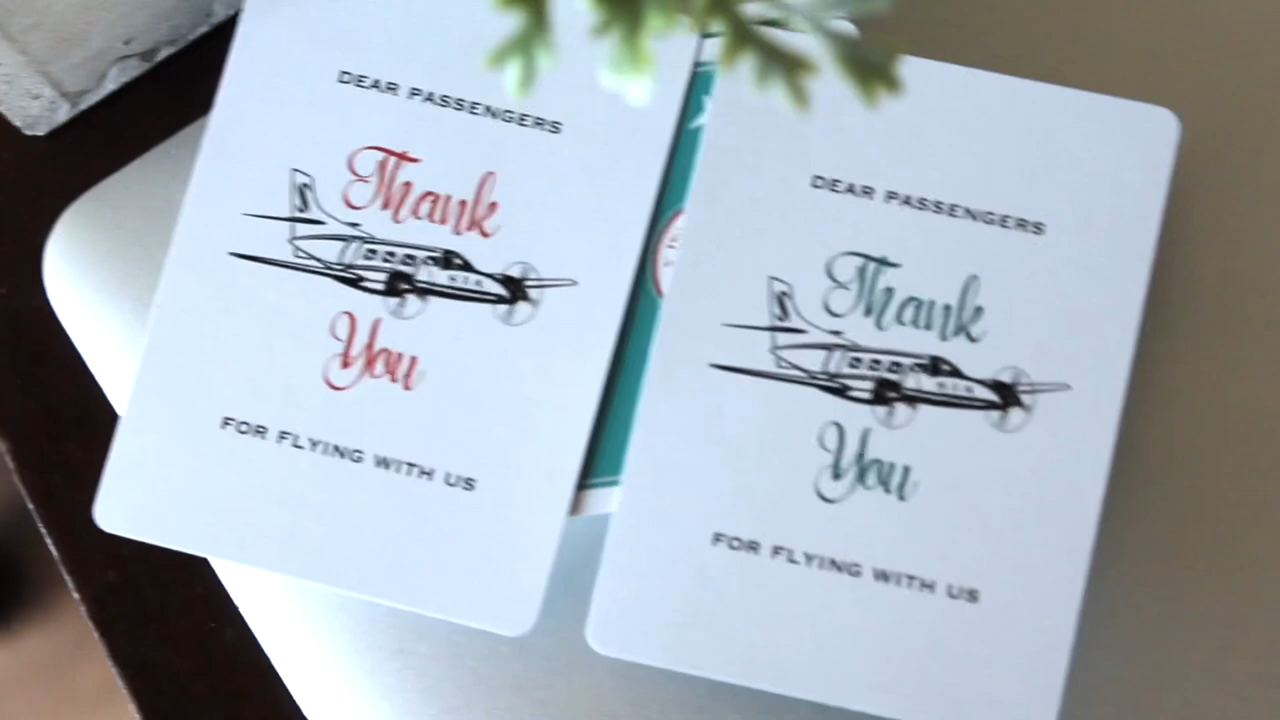 DEAR PASSENGERS
Thank
S
You
FOR FLYING WITH US
DEAR PASSENGERS
Thank
S
You
FOR FLYING WITH US